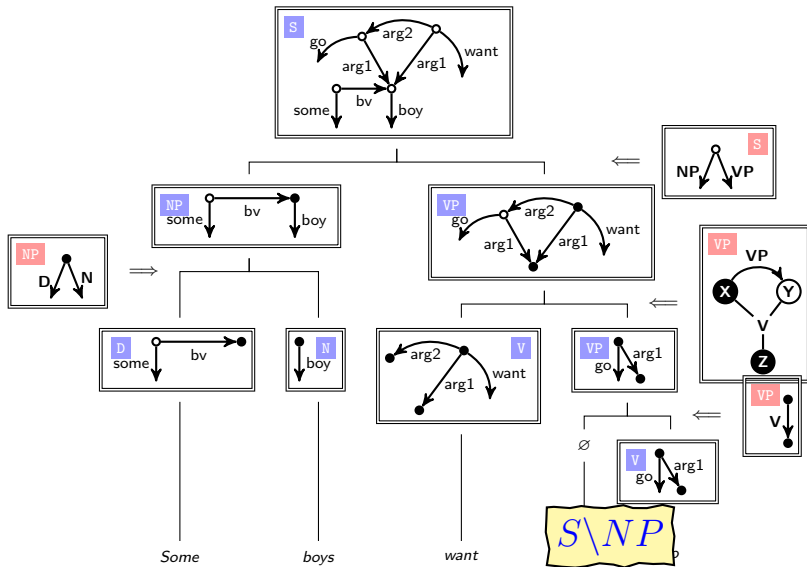 S
go
arg2
want
arg1
arg1
some
bv
boy
S
NP
VP
NP
some
bv
boy
VP
go
arg2
arg1
arg1
want
NP
D
N
VP
VP
X
Y
V
Z
D
some
bv
N
boy
V
arg2
arg1
want
VP
go
arg1
VP
V
∅
V
go
arg1
S\NP
Some
boys
want